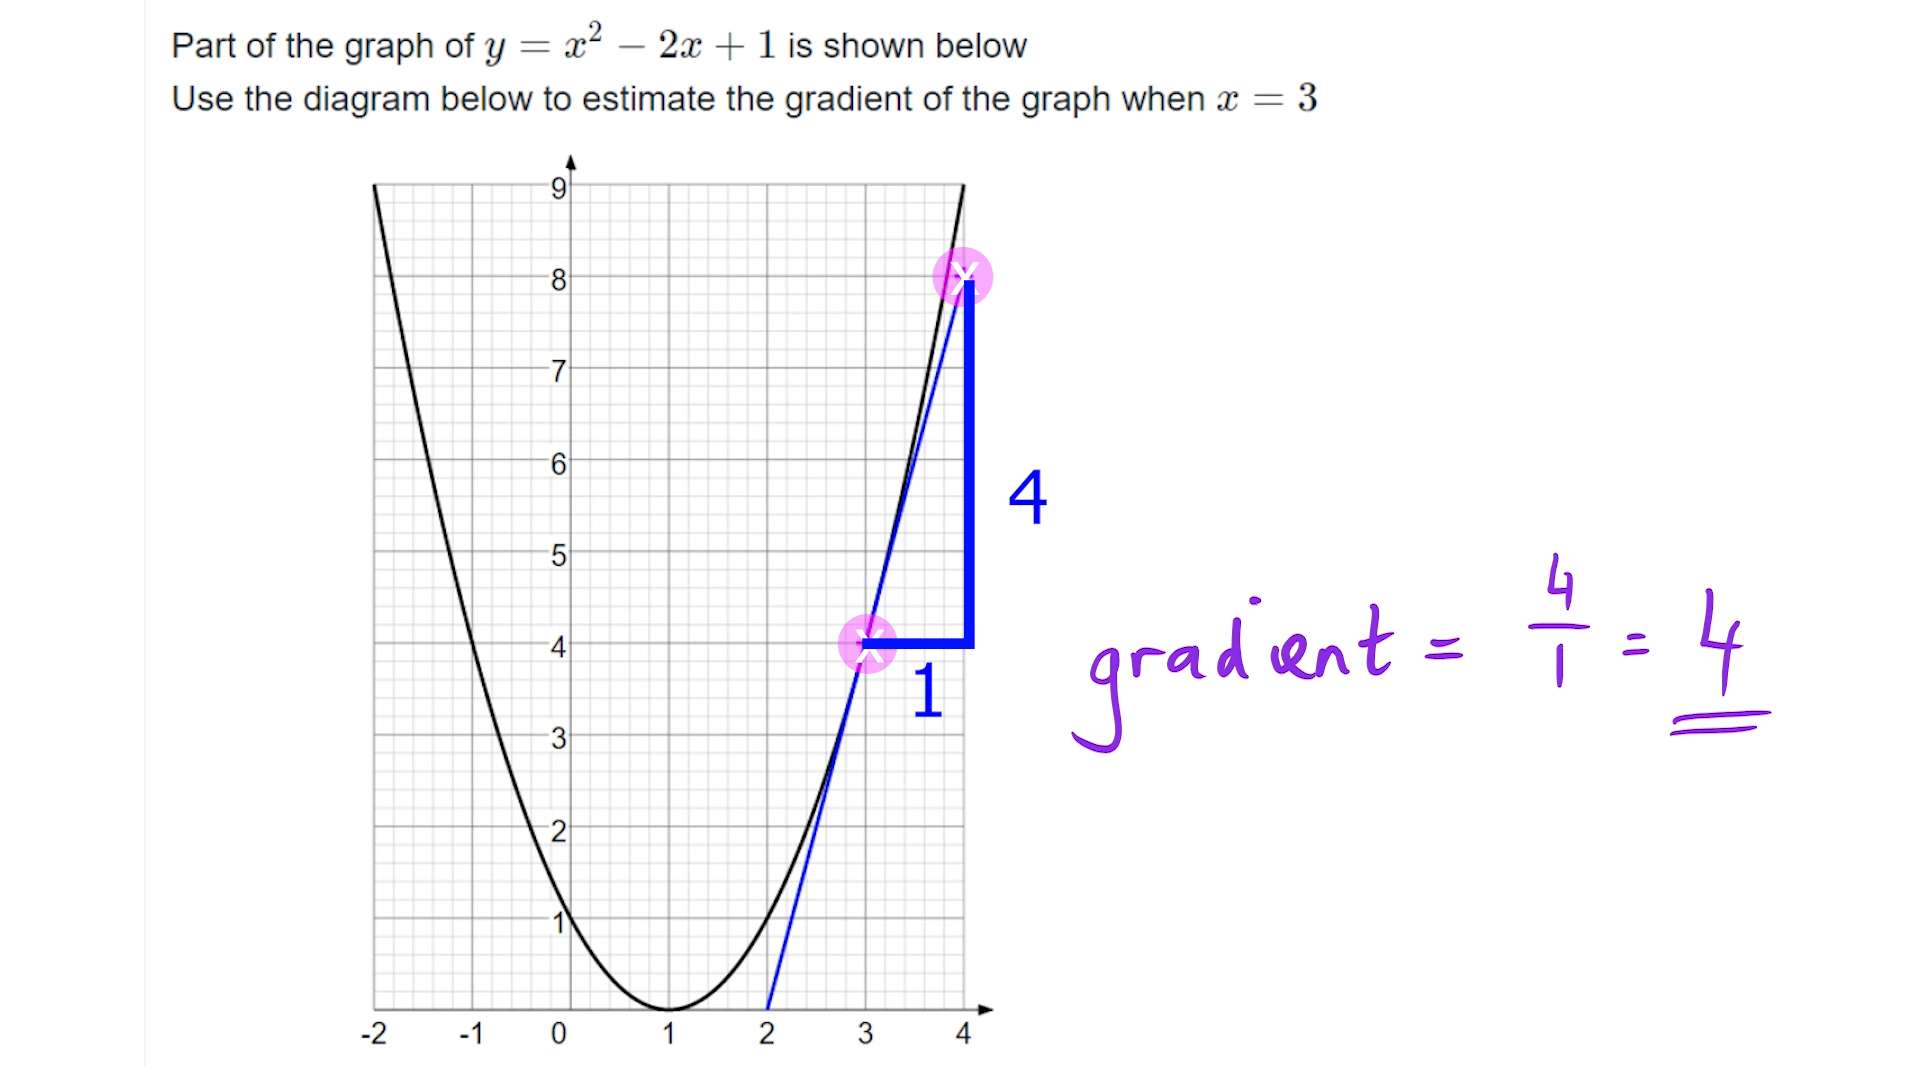 Part of the graph of y = x² − 2x + 1 is shown below
Use the diagram below to estimate the gradient of the graph when x = 3
9
8
7
6
5
4
3
2
1
-2 -1 0 1 2 3 4
X
X
4
1
gradient = 4/1 = 4